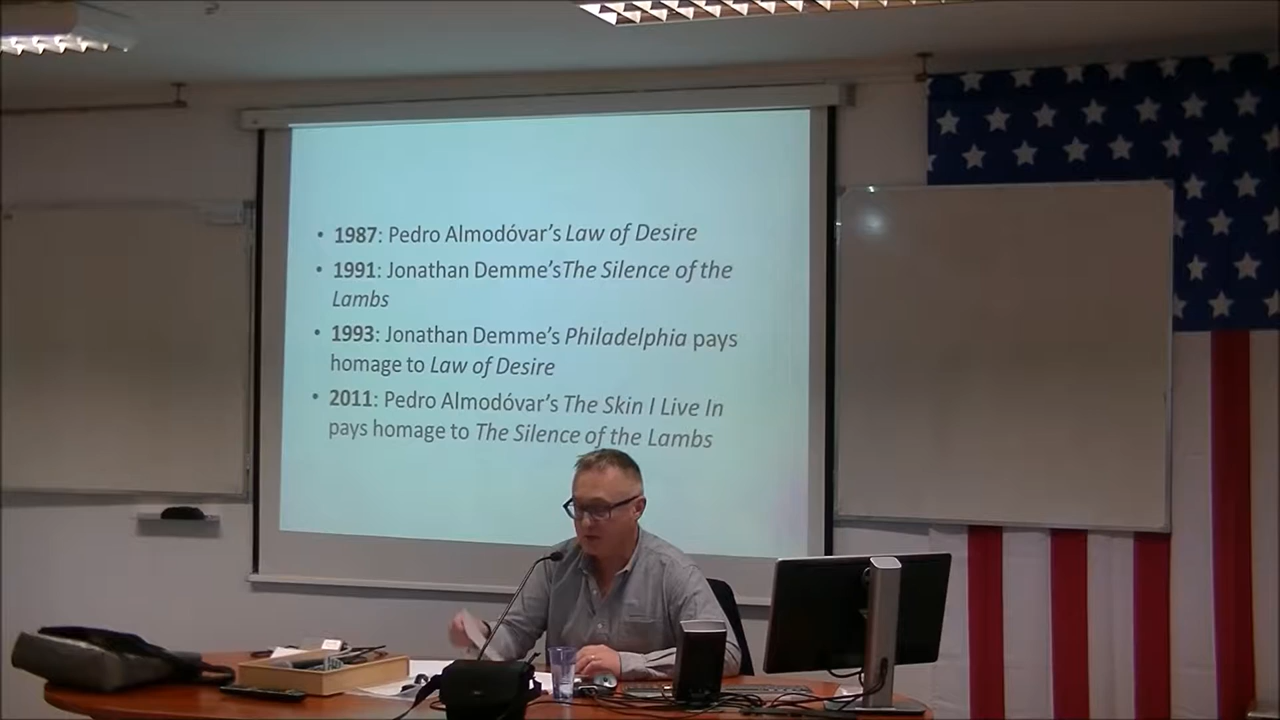 • 1987: Pedro Almodóvar's Law of Desire
• 1991: Jonathan Demme'sThe Silence of the
Lambs
• 1993: Jonathan Demme's Philadelphia pays
homage to Law of Desire
• 2011: Pedro Almodóvar's The Skin I Live In
pays homage to The Silence of the Lambs